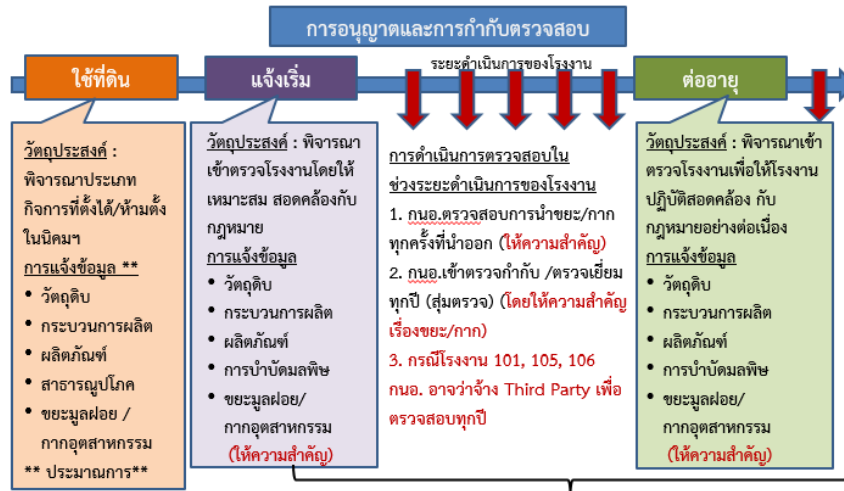 การอนุญาตและการกำกับตรวจสอบ
ระยะดำเนินการของโรงงาน
ใช้ที่ดิน
แจ้งเริ่ม
ต่ออายุ
วัตถุประสงค์ :
พิจารณาประเภท
กิจการที่ตั้งได้/ห้ามตั้ง
ในนิคมฯ
การแจ้งข้อมูล **
• วัตถุดิบ
• กระบวนการผลิต
• ผลิตภัณฑ์
• สาธารณูปโภค
• ขยะมูลฝอย /
กากอุตสาหกรรม
** ประมาณการ**
วัตถุประสงค์ : พิจารณา
เข้าตรวจโรงงานโดยให้
เหมาะสม สอดคล้องกับ
กฎหมาย
การแจ้งข้อมูล
• วัตถุดิบ
• กระบวนการผลิต
• ผลิตภัณฑ์
• การบำบัดมลพิษ
• ขยะมูลฝอย/
กากอุตสาหกรรม
(ให้ความสำคัญ)
การดำเนินการตรวจสอบใน
ช่วงระยะดำเนินการของโรงงาน
1. กนอ.ตรวจสอบการนำขยะ/กาก
ทุกครั้งที่นำออก (ให้ความสำคัญ)
2. กนอ.เข้าตรวจกำกับ /ตรวจเยี่ยม
ทุกปี (สุ่มตรวจ) (โดยให้ความสำคัญ
เรื่องขยะ/กาก)
3. กรณีโรงงาน 101, 105, 106
กนอ. อาจว่าจ้าง Third Party เพื่อ
ตรวจสอบทุกปี
วัตถุประสงค์ : พิจารณาเข้า
ตรวจโรงงานเพื่อให้โรงงาน
ปฏิบัติสอดคล้อง กับ
กฎหมายอย่างต่อเนื่อง
การแจ้งข้อมูล
• วัตถุดิบ
• กระบวนการผลิต
• ผลิตภัณฑ์
• การบำบัดมลพิษ
• ขยะมูลฝอย/
กากอุตสาหกรรม
(ให้ความสำคัญ)